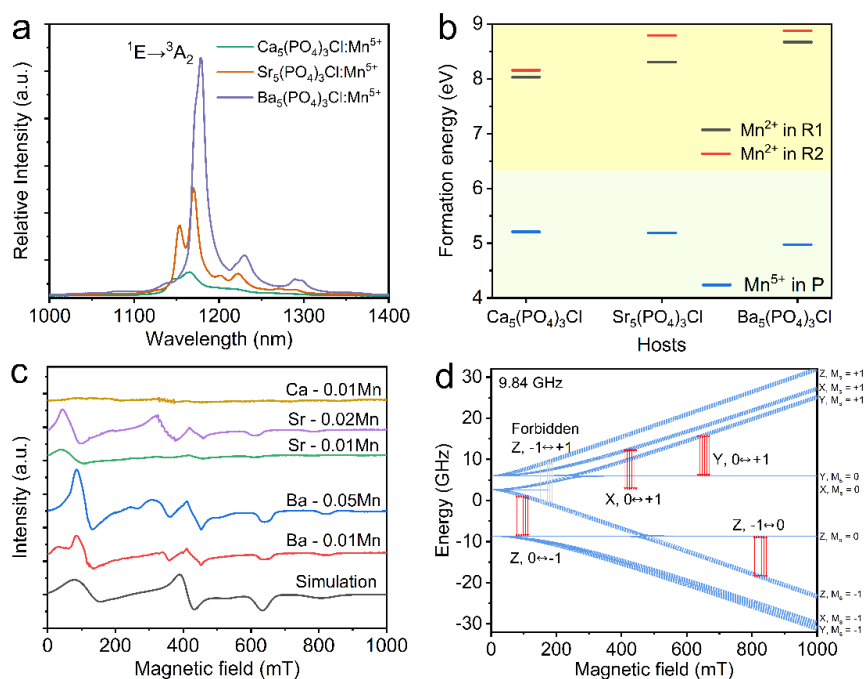 a
¹E→³A₂
Ca₅(PO₄)₃Cl:Mn⁵⁺
Sr₅(PO₄)₃Cl:Mn⁵⁺
Ba₅(PO₄)₃Cl:Mn⁵⁺
Relative Intensity (a.u.)
1000 1100 1200 1300 1400
Wavelength (nm)
b
9
8
7
6
5
4
Formation energy (eV)
Mn²⁺ in R1
Mn²⁺ in R2
Mn⁵⁺ in P
Ca₅(PO₄)₃Cl Sr₅(PO₄)₃Cl Ba₅(PO₄)₃Cl
Hosts
c
Ca - 0.01Mn
Sr - 0.02Mn
Sr - 0.01Mn
Ba - 0.05Mn
Ba - 0.01Mn
Simulation
Intensity (a.u.)
0 200 400 600 800 1000
Magnetic field (mT)
d
9.84 GHz
30
20
10
0
-10
-20
-30
Energy (GHz)
Forbidden
Z, -1↔+1
X, 0↔+1
Y, 0↔+1
Z, 0↔-1
Z, -1↔0
Z, Mₛ = +1
X, Mₛ = +1
Y, Mₛ = +1
Y, Mₛ = 0
X, Mₛ = 0
Z, Mₛ = 0
Z, Mₛ = -1
X, Mₛ = -1
Y, Mₛ = -1
0 200 400 600 800 1000
Magnetic field (mT)